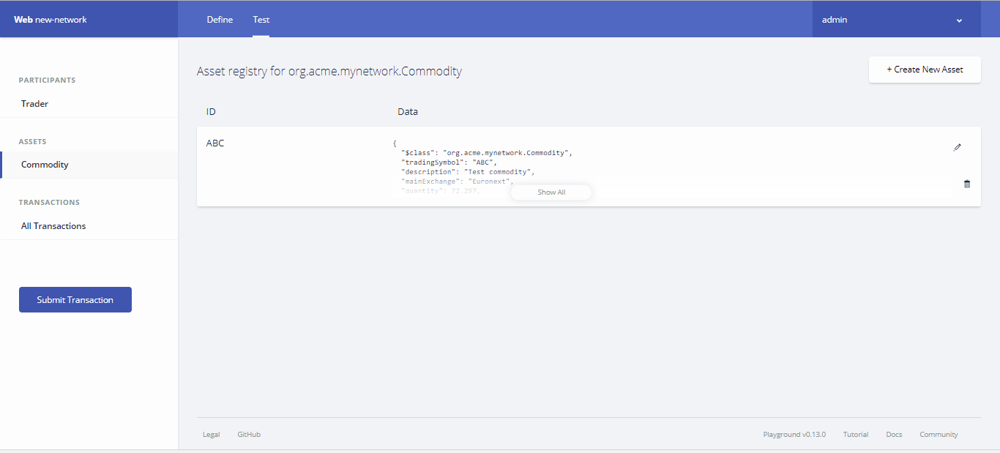 Web new-network
Define
Test
admin
PARTICIPANTS
Trader
ASSETS
Commodity
TRANSACTIONS
All Transactions
Submit Transaction
Asset registry for org.acme.mynetwork.Commodity
+ Create New Asset
ID
Data
ABC
{
"$class": "org.acme.mynetwork.Commodity",
"tradingSymbol": "ABC",
"description": "Test commodity",
"mainExchange": "Euronext",
"quantity": 72.297,
Show All
Legal
GitHub
Playground v0.13.0
Tutorial
Docs
Community